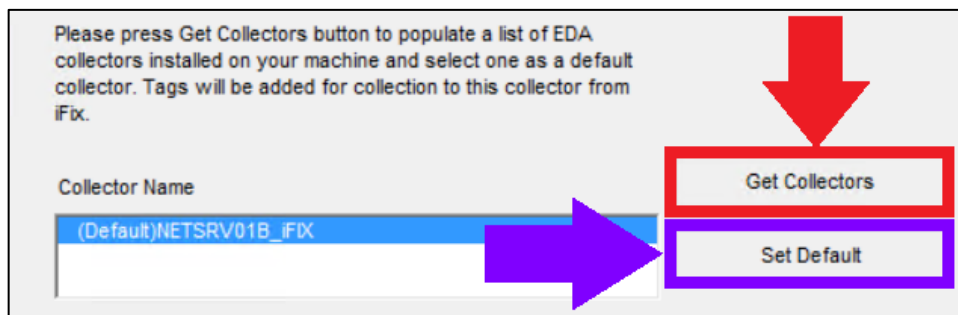 Please press Get Collectors button to populate a list of EDA
collectors installed on your machine and select one as a default
collector. Tags will be added for collection to this collector from
iFix.
Collector Name
Get Collectors
(Default)NETSRV01B_iFIX
Set Default